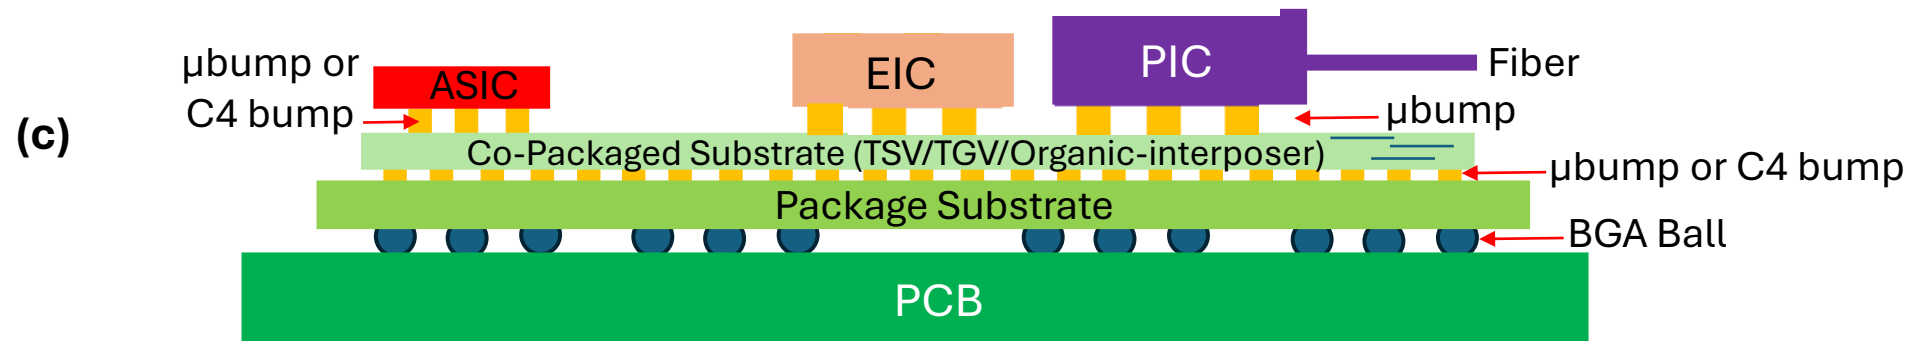 (c)
µbump or
C4 bump
ASIC
EIC
PIC
Fiber
µbump
Co-Packaged Substrate (TSV/TGV/Organic-interposer)
µbump or C4 bump
Package Substrate
BGA Ball
PCB